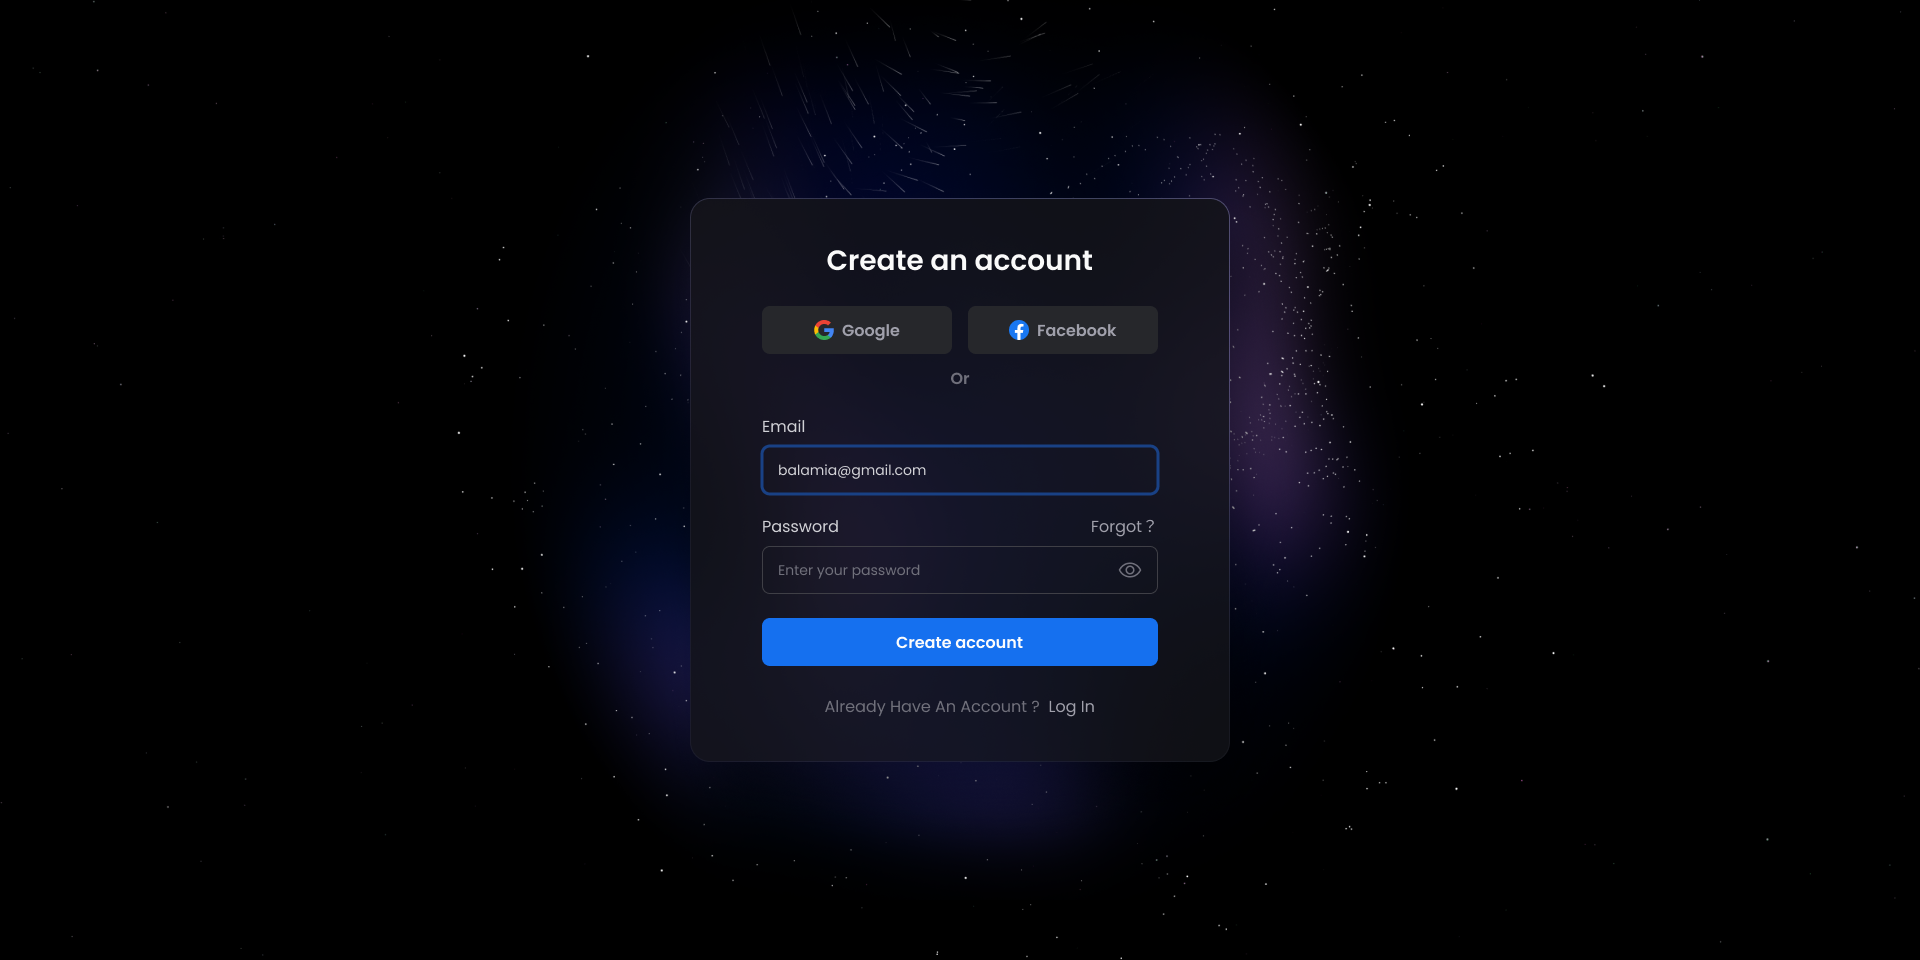 Create an account
Google
Facebook
Or
Email
balamia@gmail.com
Password
Forgot ?
Enter your password
Create account
Already Have An Account ? Log In